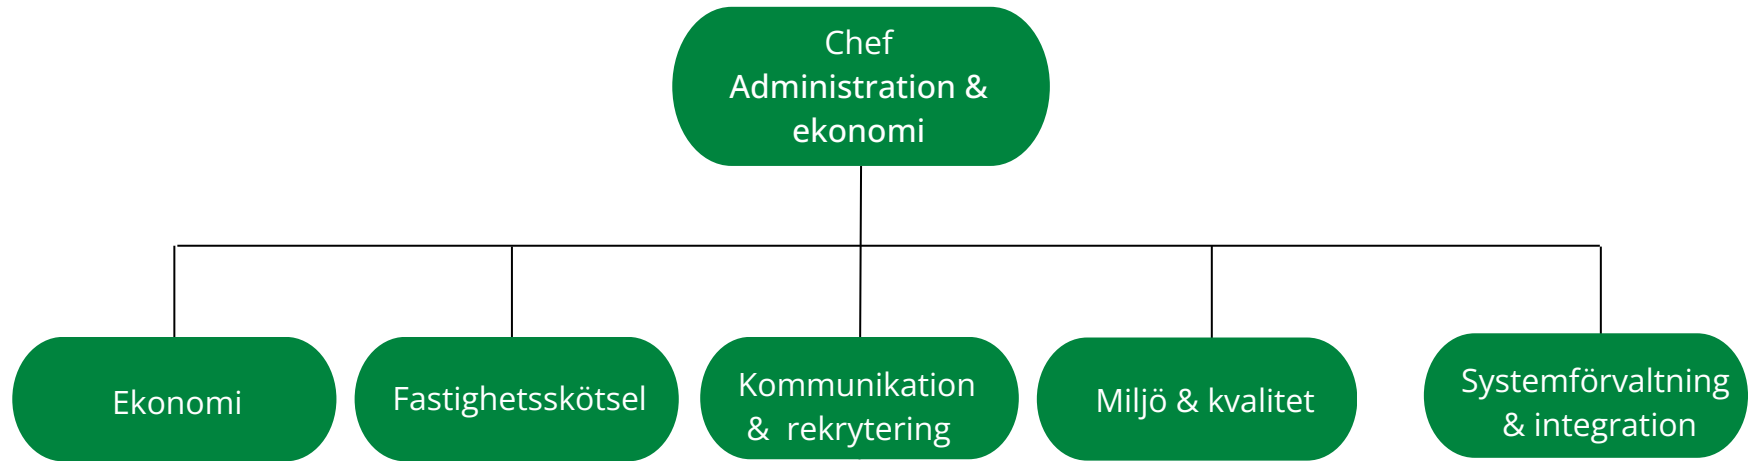 Chef
Administration &
ekonomi
Ekonomi
Fastighetsskötsel
Kommunikation
& rekrytering
Miljö & kvalitet
Systemförvaltning
& integration